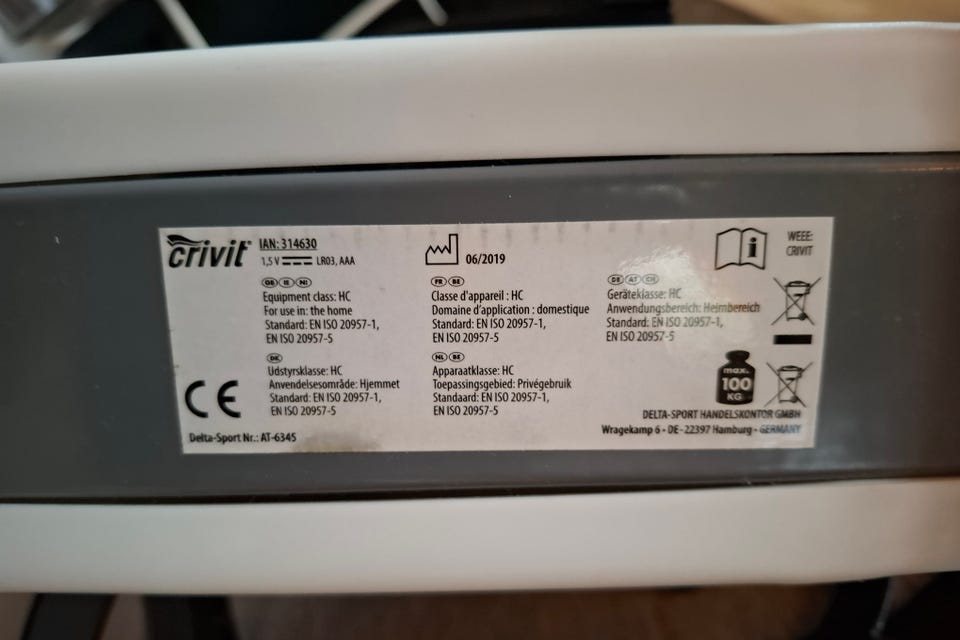 crivit®
IAN: 314630
1,5 V LR03, AAA
06/2019
i
WEEE:
CRIVIT
GB IE NI
Equipment class: HC
For use in: the home
Standard: EN ISO 20957-1,
EN ISO 20957-5
FR BE
Classe d'appareil : HC
Domaine d'application : domestique
Standard: EN ISO 20957-1,
EN ISO 20957-5
DE AT CH
Geräteklasse: HC
Anwendungsbereich: Heimbereich
Standard: EN ISO 20957-1,
EN ISO 20957-5
DK
Udstyrsklasse: HC
Anvendelsesområde: Hjemmet
Standard: EN ISO 20957-1,
EN ISO 20957-5
NL BE
Apparaatklasse: HC
Toepassingsgebied: Privégebruik
Standaard: EN ISO 20957-1,
EN ISO 20957-5
max.
100
KG
CE
Delta-Sport Nr.: AT-6345
DELTA-SPORT HANDELSKONTOR GMBH
Wragekamp 6 • DE-22397 Hamburg • GERMANY